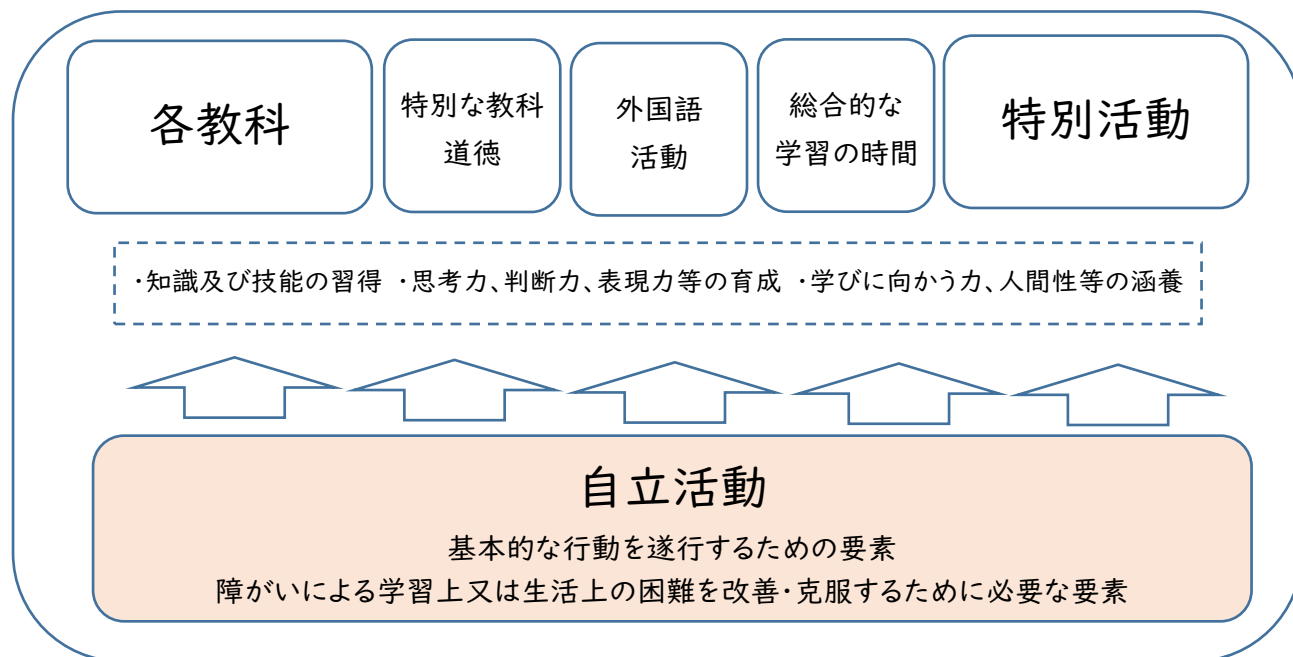 各教科
特別な教科
道徳
外国語
活動
総合的な
学習の時間
特別活動
・知識及び技能の習得 ・思考力、判断力、表現力等の育成 ・学びに向かう力、人間性等の涵養
自立活動
基本的な行動を遂行するための要素
障がいによる学習上又は生活上の困難を改善・克服するために必要な要素